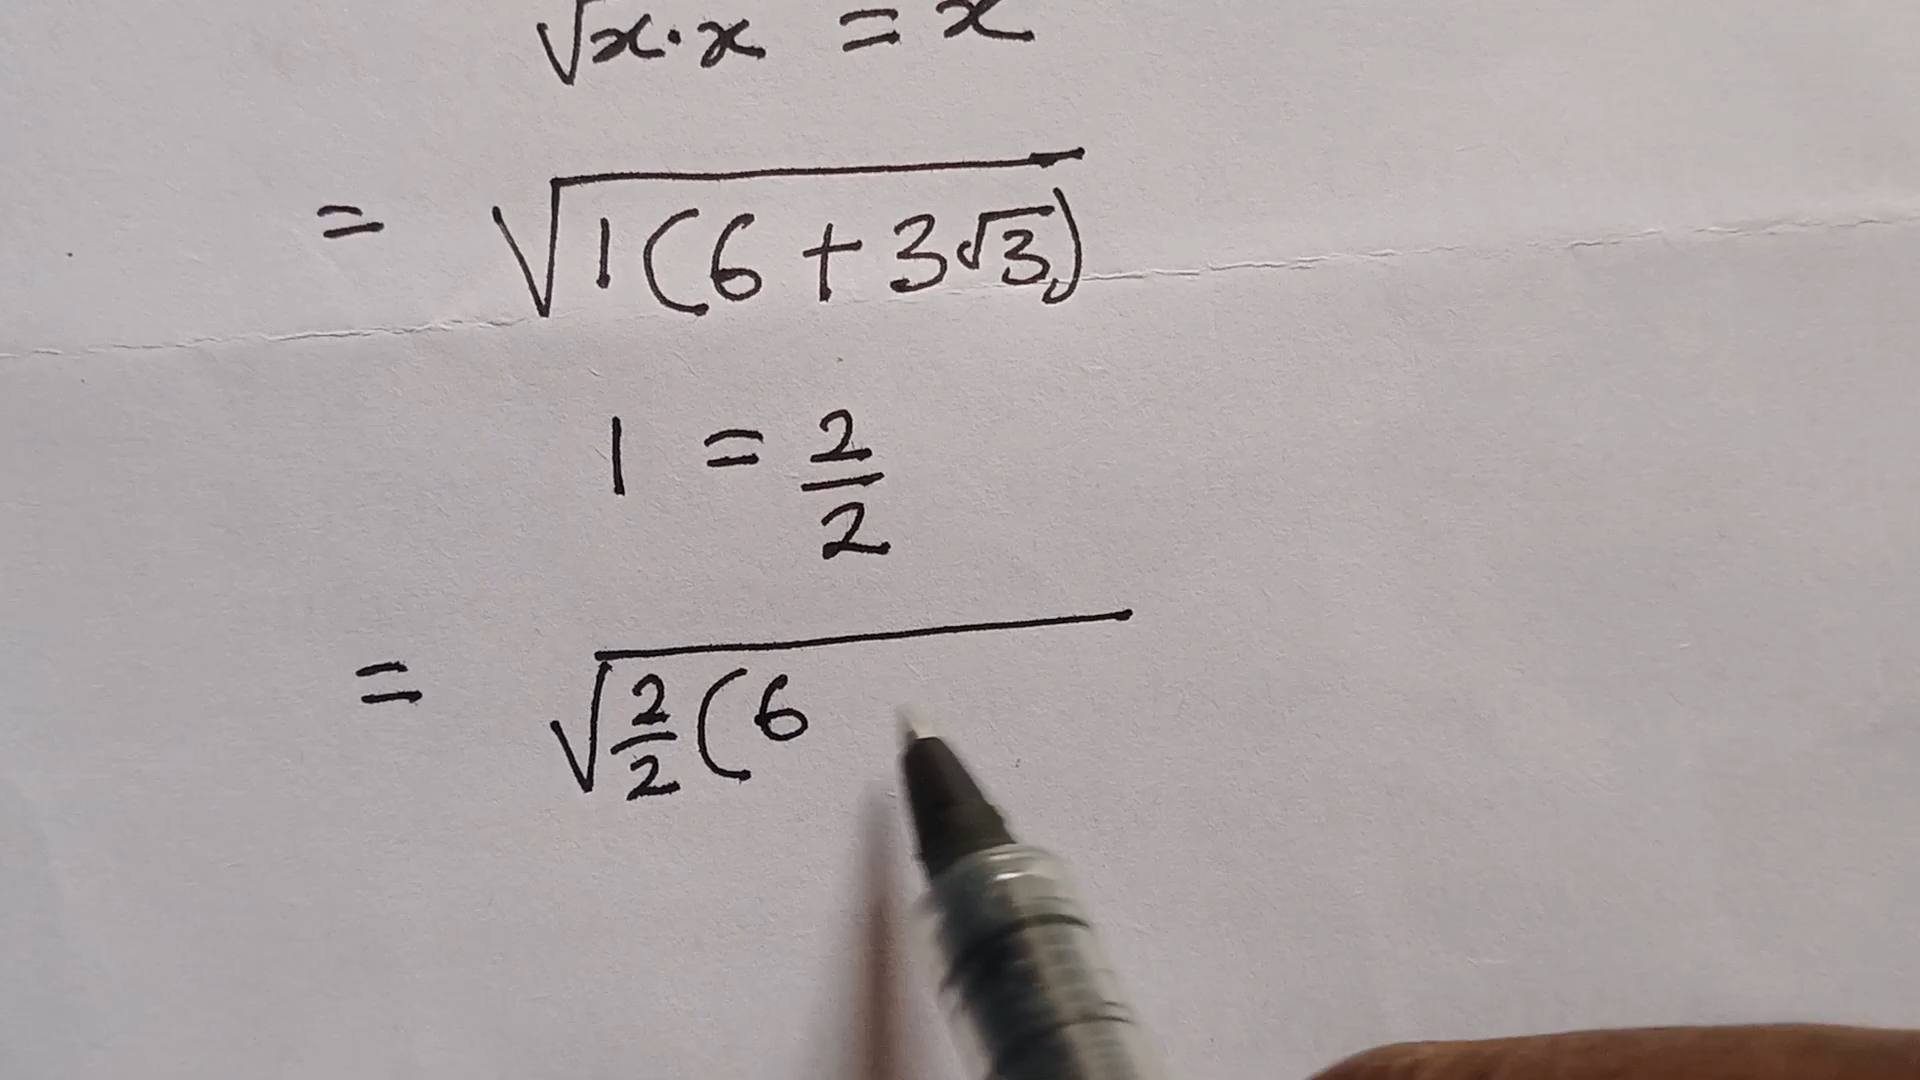 √x·x = x
= √1(6 + 3√3)
1 = 2/2
= √2/2(6